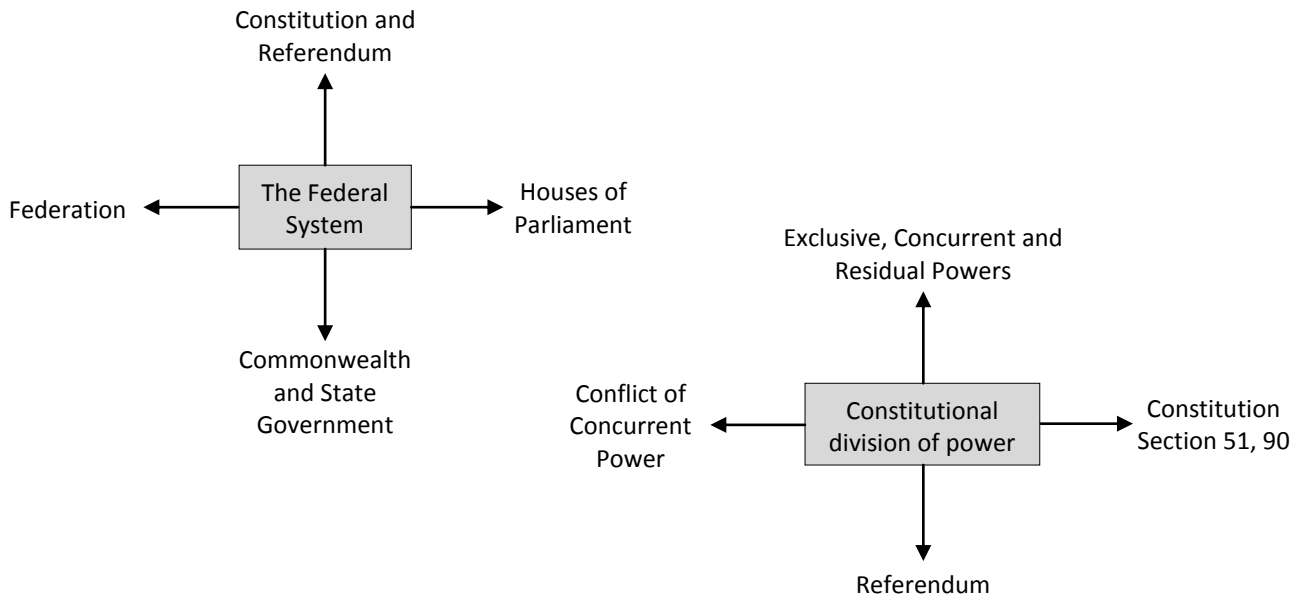 Constitution and
Referendum
Federation
The Federal
System
Houses of
Parliament
Commonwealth
and State
Government
Exclusive, Concurrent and
Residual Powers
Conflict of
Concurrent
Power
Constitutional
division of power
Constitution
Section 51, 90
Referendum